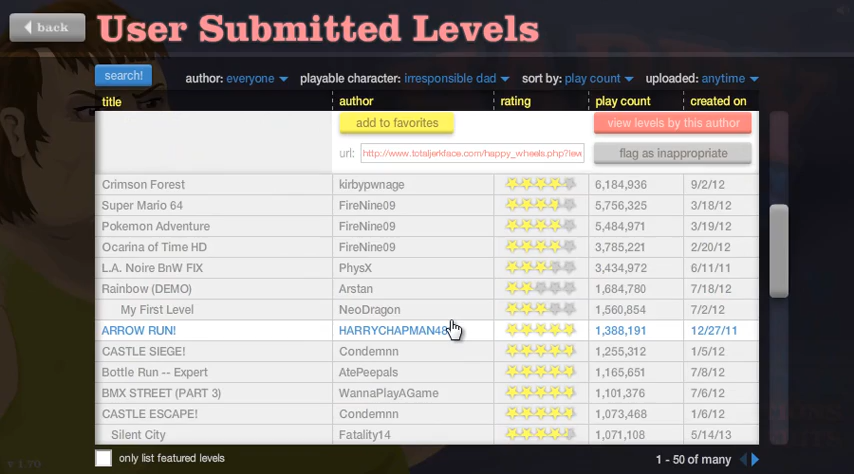 back
User Submitted Levels
search! author: everyone playable character: irresponsible dad sort by: play count uploaded: anytime
title author rating play count created on
add to favorites view levels by this author
url: http://www.totaljerkface.com/happy_wheels.php?lev flag as inappropriate
Crimson Forest kirbypwnage 6,184,936 9/2/12
Super Mario 64 FireNine09 5,756,325 3/18/12
Pokemon Adventure FireNine09 5,484,971 3/19/12
Ocarina of Time HD FireNine09 3,785,221 2/20/12
L.A. Noire BnW FIX PhysX 3,434,972 6/11/11
Rainbow (DEMO) Arstan 1,684,780 7/18/12
My First Level NeoDragon 1,560,854 7/2/12
ARROW RUN! HARRYCHAPMAN48 1,388,191 12/27/11
CASTLE SIEGE! Condemnn 1,255,312 1/5/12
Bottle Run -- Expert AtePeepals 1,165,651 7/8/12
BMX STREET (PART 3) WannaPlayAGame 1,101,376 7/6/12
CASTLE ESCAPE! Condemnn 1,073,468 1/6/12
Silent City Fatality14 1,071,108 5/14/13
only list featured levels 1 - 50 of many
v 1.70